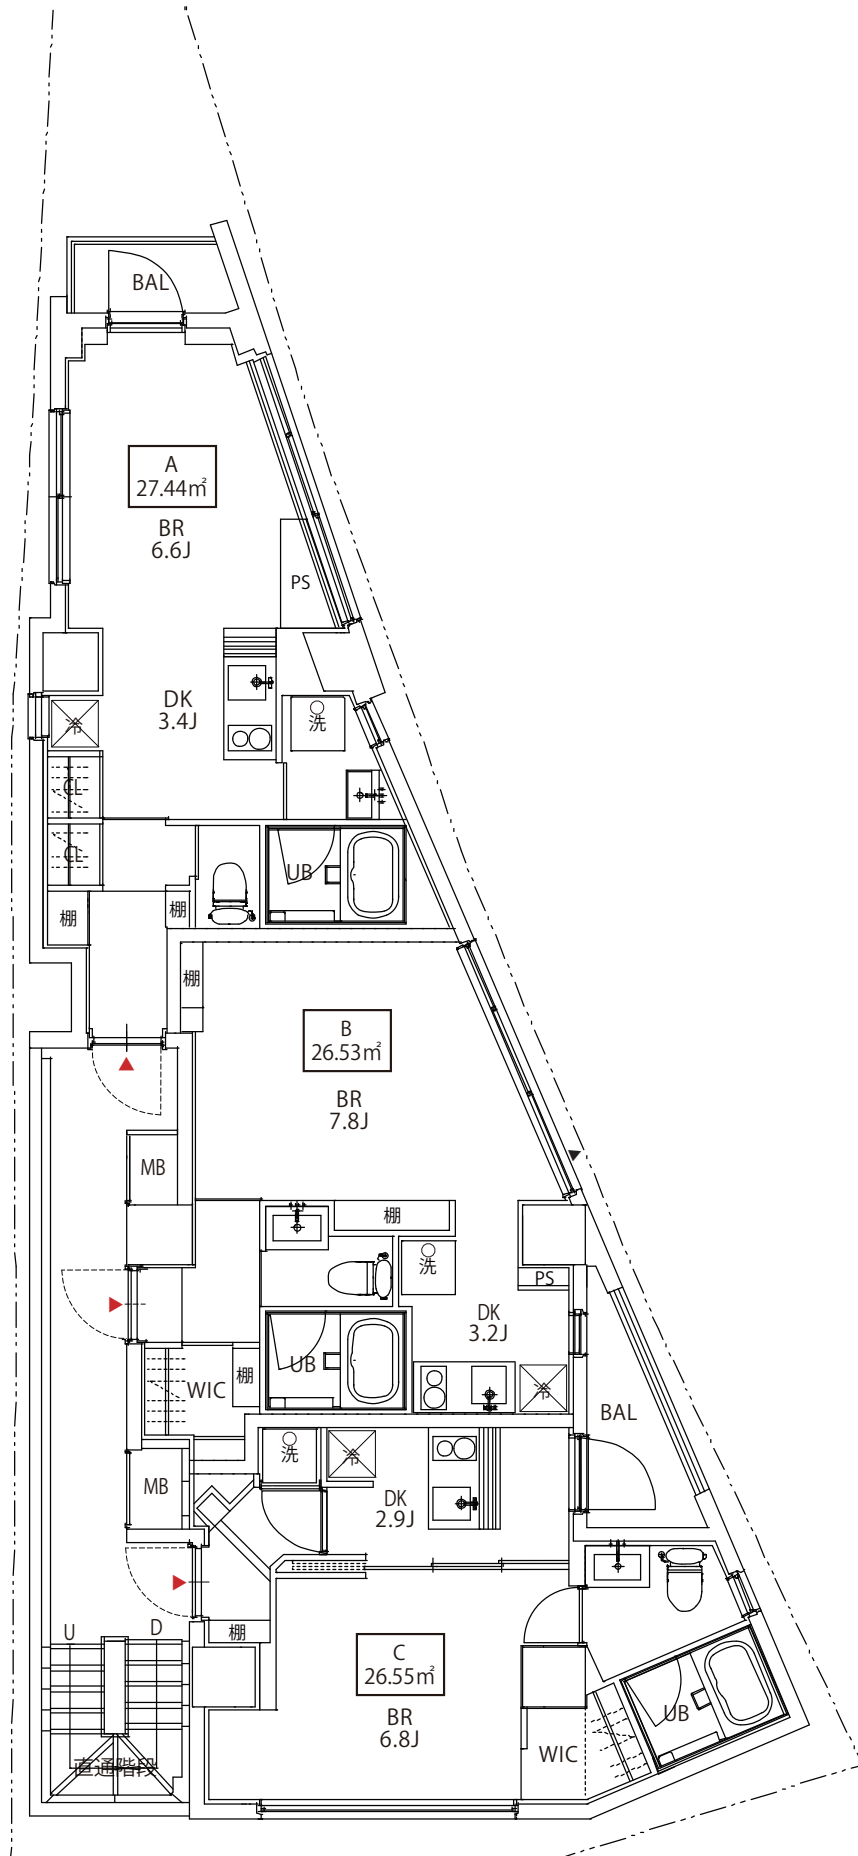 BAL
A
27.44㎡
BR
6.6J
PS
DK
3.4J
冷
洗
CL
CL
UB
棚
棚
棚
B
26.53㎡
BR
7.8J
MB
棚
洗
PS
DK
3.2J
UB
WIC
棚
冷
BAL
洗
冷
MB
DK
2.9J
U
D
棚
C
26.55㎡
BR
6.8J
UB
WIC
直通階段